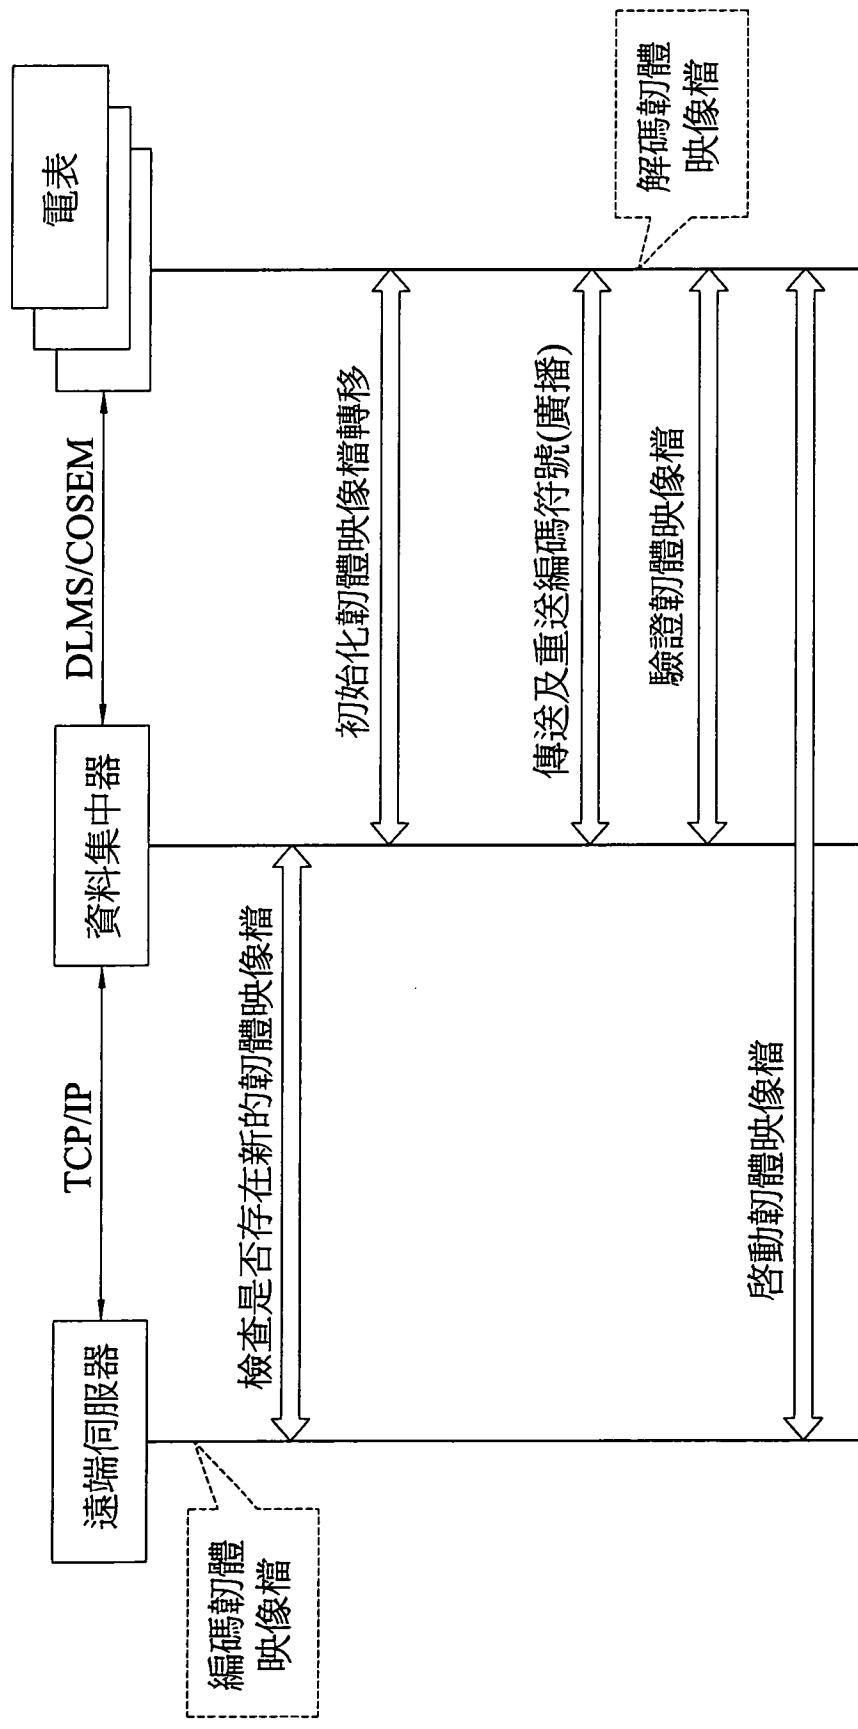 遠端伺服器
TCP/IP
資料集中器
DLMS/COSEM
電表
編碼韌體
映像檔
檢查是否存在新的韌體映像檔
初始化韌體映像檔轉移
傳送及重送編碼符號(廣播)
解碼韌體
映像檔
驗證韌體映像檔
啓動韌體映像檔